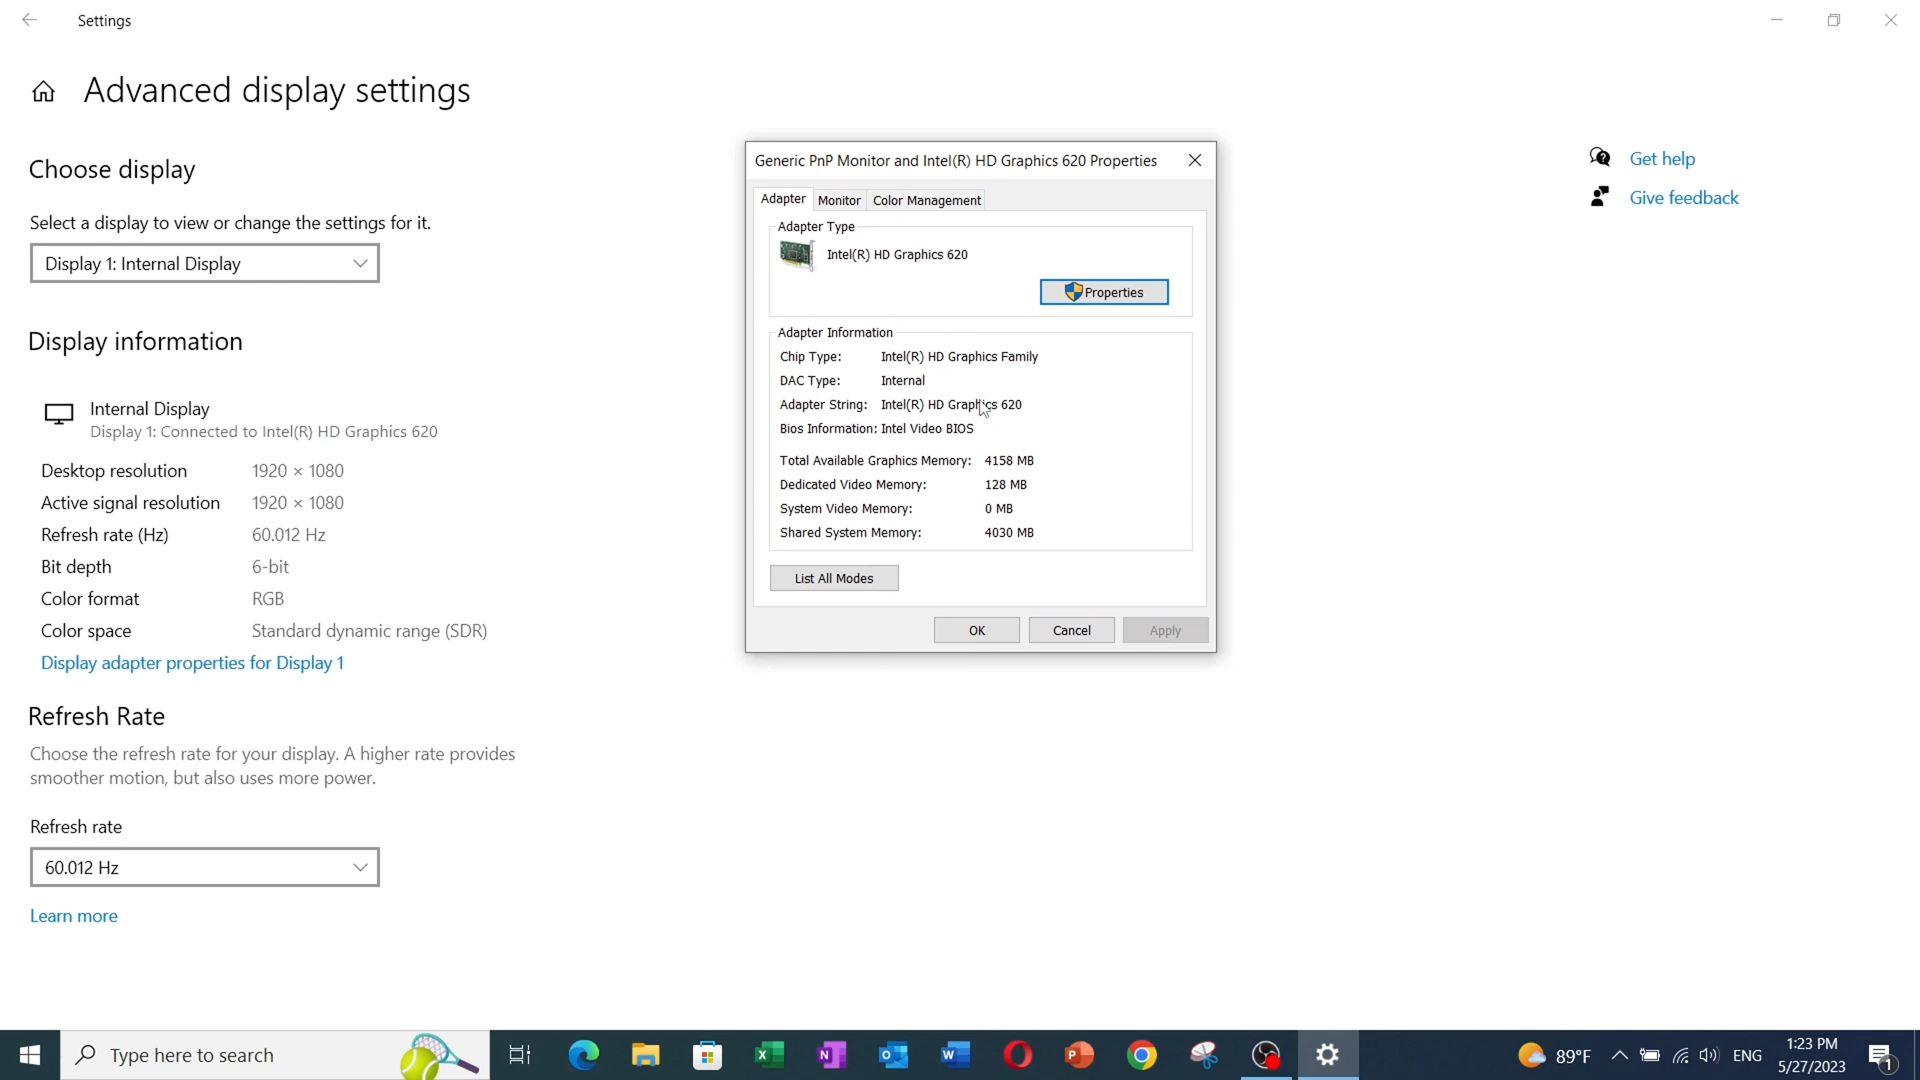 Settings
Advanced display settings
Choose display
Select a display to view or change the settings for it.
Display 1: Internal Display
Display information
Internal Display
Display 1: Connected to Intel(R) HD Graphics 620
Desktop resolution 1920 × 1080
Active signal resolution 1920 × 1080
Refresh rate (Hz) 60.012 Hz
Bit depth 6-bit
Color format RGB
Color space Standard dynamic range (SDR)
Display adapter properties for Display 1
Refresh Rate
Choose the refresh rate for your display. A higher rate provides
smoother motion, but also uses more power.
Refresh rate
60.012 Hz
Learn more
Generic PnP Monitor and Intel(R) HD Graphics 620 Properties
Adapter Monitor Color Management
Adapter Type
Intel(R) HD Graphics 620
Properties
Adapter Information
Chip Type: Intel(R) HD Graphics Family
DAC Type: Internal
Adapter String: Intel(R) HD Graphics 620
Bios Information: Intel Video BIOS
Total Available Graphics Memory: 4158 MB
Dedicated Video Memory: 128 MB
System Video Memory: 0 MB
Shared System Memory: 4030 MB
List All Modes
OK Cancel Apply
Get help
Give feedback
Type here to search
89°F
ENG
1:23 PM
5/27/2023
1